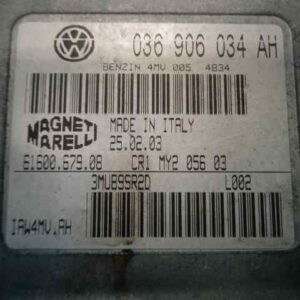 036 906 034 AH
BENZIN 4MV 005 4834
MAGNETI MARELLI
MADE IN ITALY
25.02.03
61600.679.08 CR1 MY2 056 03
3MUB9SR2D L002
IAW4MV.AH